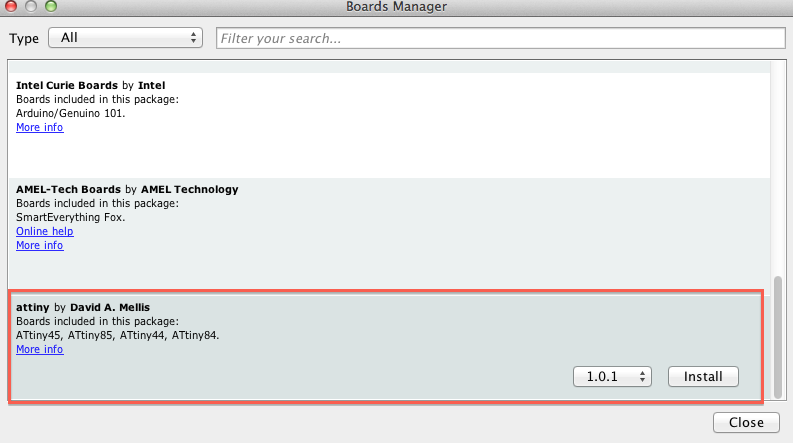 Boards Manager
Type All Filter your search...
Intel Curie Boards by Intel
Boards included in this package:
Arduino/Genuino 101.
More info
AMEL-Tech Boards by AMEL Technology
Boards included in this package:
SmartEverything Fox.
Online help
More info
attiny by David A. Mellis
Boards included in this package:
ATtiny45, ATtiny85, ATtiny44, ATtiny84.
More info
1.0.1 Install
Close